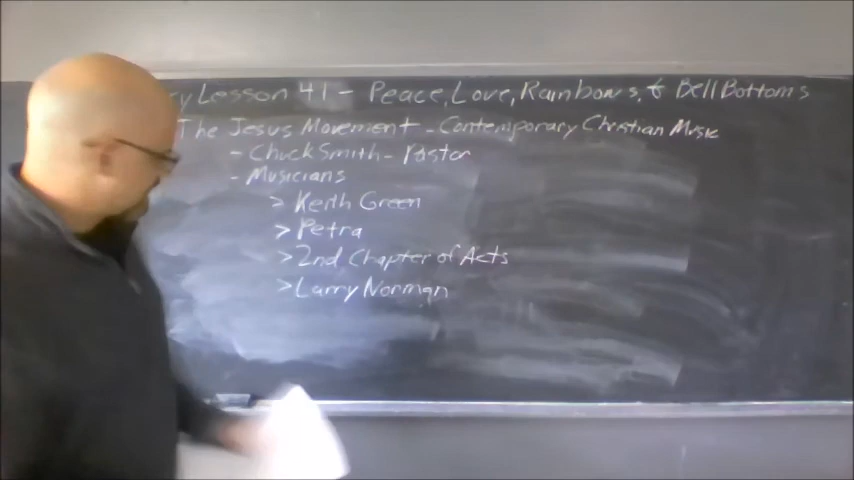 ry Lesson 41 - Peace, Love, Rainbows, & Bell Bottoms
The Jesus Movement - Contemporary Christian Music
- Chuck Smith - Pastor
- Musicians
> Keith Green
> Petra
> 2nd Chapter of Acts
> Larry Norman